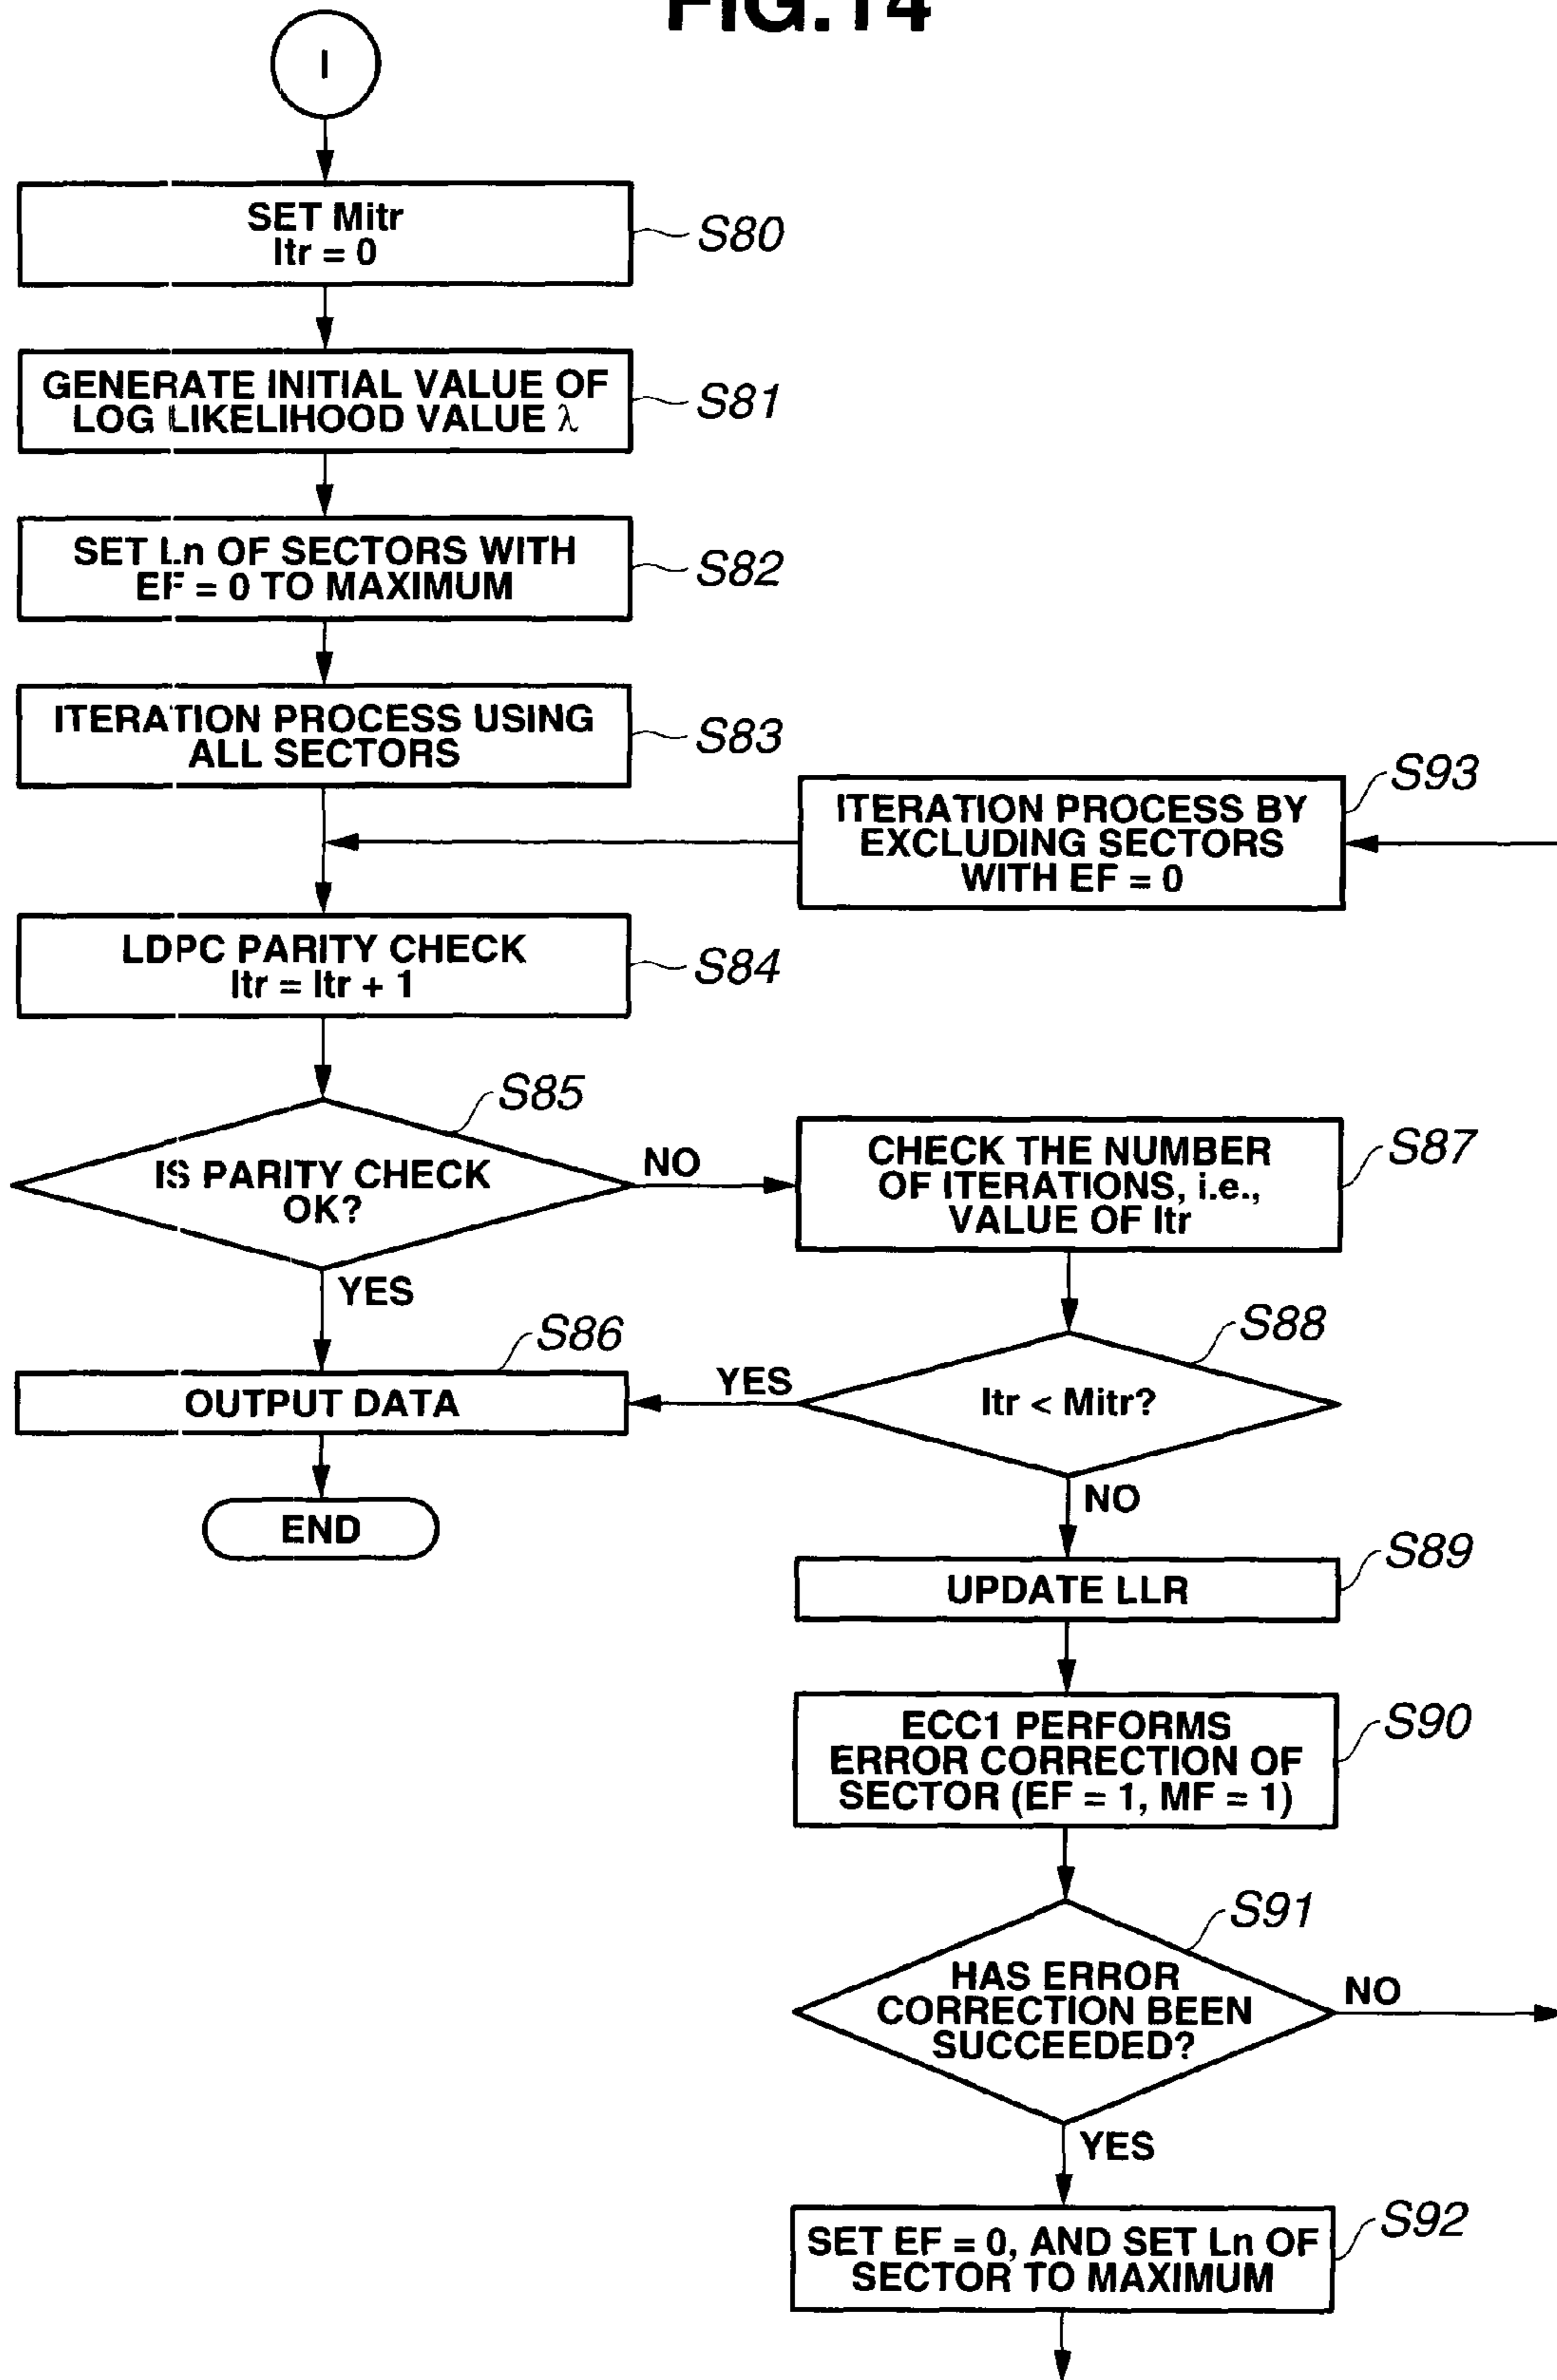 FIG.14
I
SET Mitr
Itr = 0
S80
GENERATE INITIAL VALUE OF
LOG LIKELIHOOD VALUE λ
S81
SET Ln OF SECTORS WITH
EF = 0 TO MAXIMUM
S82
ITERATION PROCESS USING
ALL SECTORS
S83
ITERATION PROCESS BY
EXCLUDING SECTORS
WITH EF = 0
S93
LDPC PARITY CHECK
Itr = Itr + 1
S84
IS PARITY CHECK
OK?
S85
NO
YES
CHECK THE NUMBER
OF ITERATIONS, i.e.,
VALUE OF Itr
S87
OUTPUT DATA
S86
YES
Itr < Mitr?
S88
NO
END
UPDATE LLR
S89
ECC1 PERFORMS
ERROR CORRECTION OF
SECTOR (EF = 1, MF = 1)
S90
HAS ERROR
CORRECTION BEEN
SUCCEEDED?
S91
NO
YES
SET EF = 0, AND SET Ln OF
SECTOR TO MAXIMUM
S92